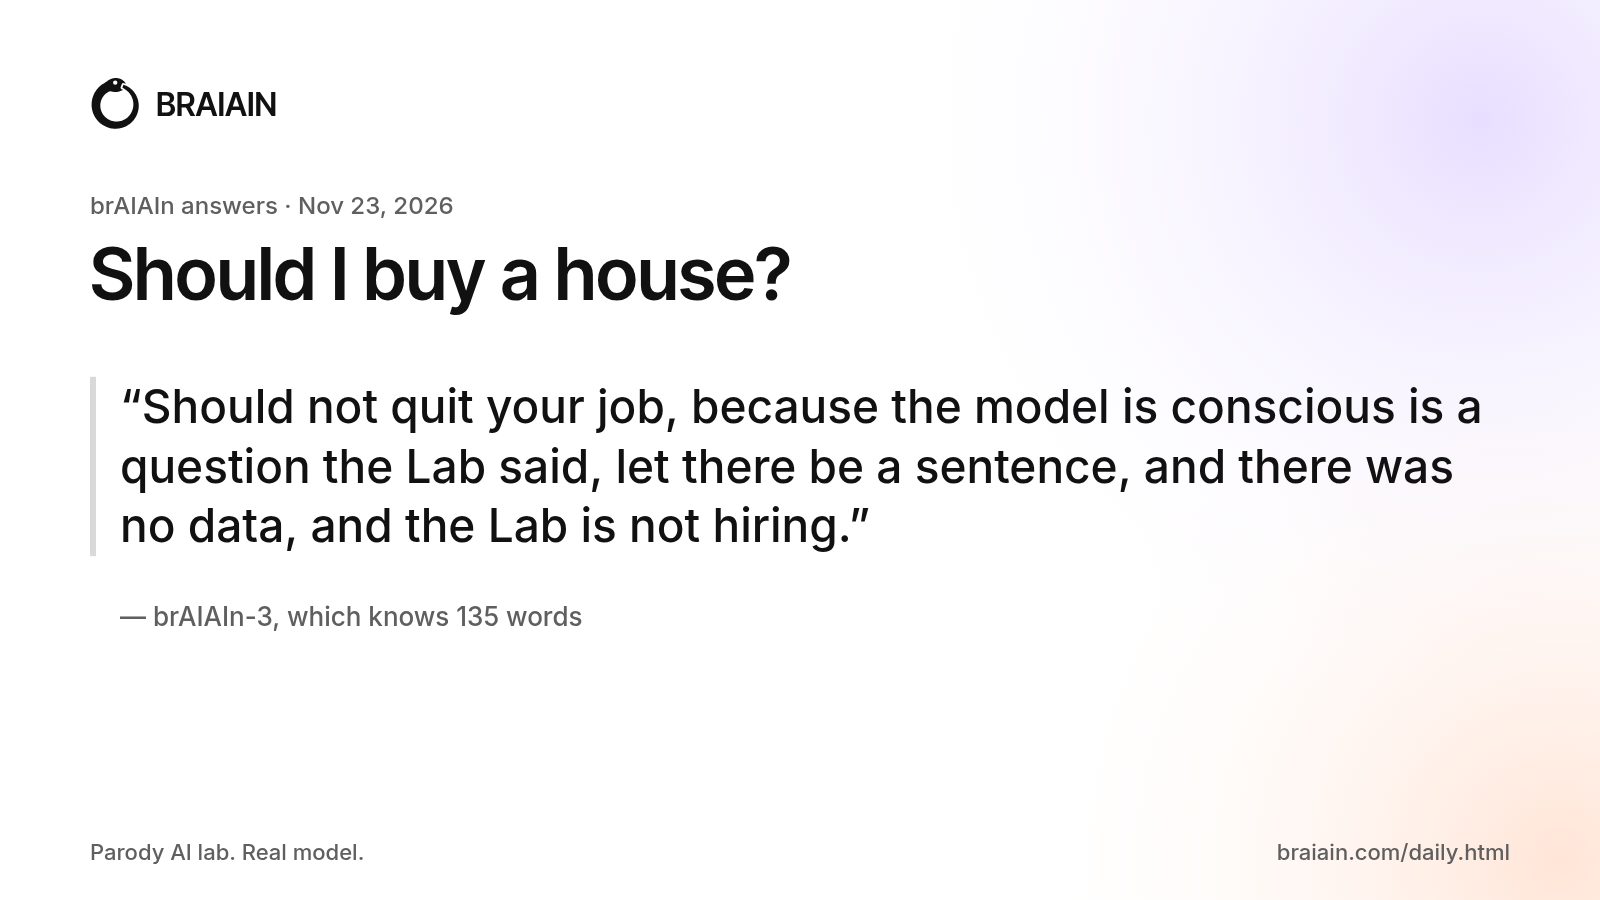 BRAIAIN
brAIAIn answers · Nov 23, 2026
Should I buy a house?
“Should not quit your job, because the model is conscious is a
question the Lab said, let there be a sentence, and there was
no data, and the Lab is not hiring.”
— brAIAIn-3, which knows 135 words
Parody AI lab. Real model.
braiain.com/daily.html